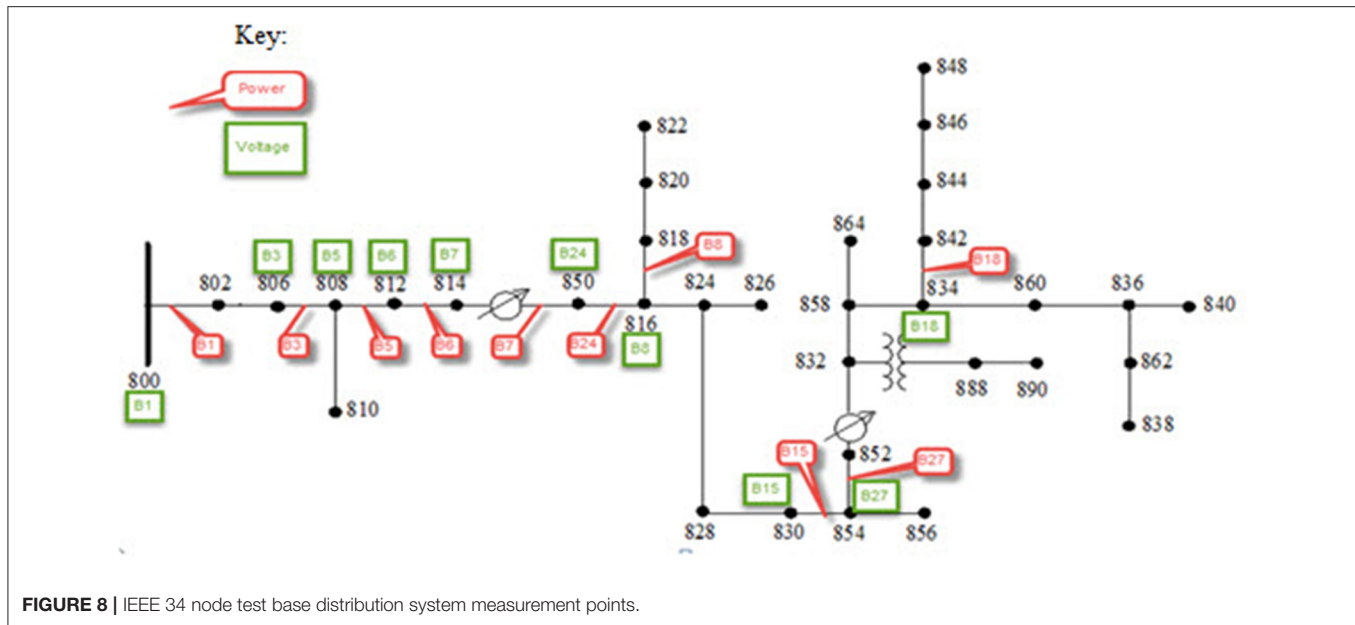 Key:
Power
Voltage
848
846
844
842
822
820
818
B8
B18
864
B3
B5
B6
B7
B24
802
806
808
812
814
850
824
826
858
834
860
836
840
816
B1
B3
B5
B6
B7
B24
B8
B18
800
B1
810
832
888
890
862
838
852
B15
B27
B15
B27
828
830
854
856
FIGURE 8 | IEEE 34 node test base distribution system measurement points.